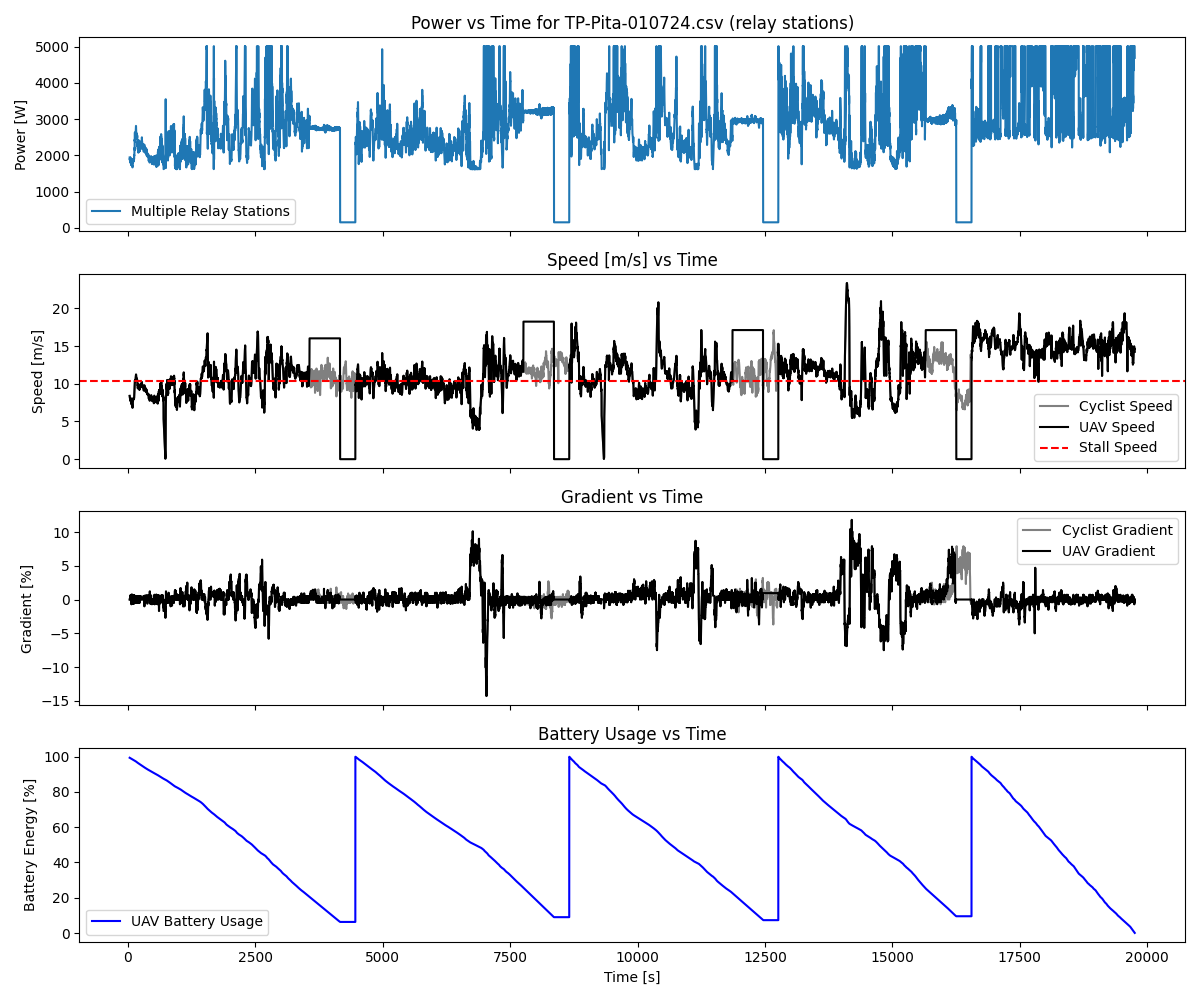 Power vs Time for TP-Pita-010724.csv (relay stations)
5000
4000
3000
2000
1000
0
Power [W]
Multiple Relay Stations
Speed [m/s] vs Time
20
15
10
5
0
Speed [m/s]
Cyclist Speed
UAV Speed
Stall Speed
Gradient vs Time
10
5
0
−5
−10
−15
Gradient [%]
Cyclist Gradient
UAV Gradient
Battery Usage vs Time
100
80
60
40
20
0
Battery Energy [%]
UAV Battery Usage
0 2500 5000 7500 10000 12500 15000 17500 20000
Time [s]